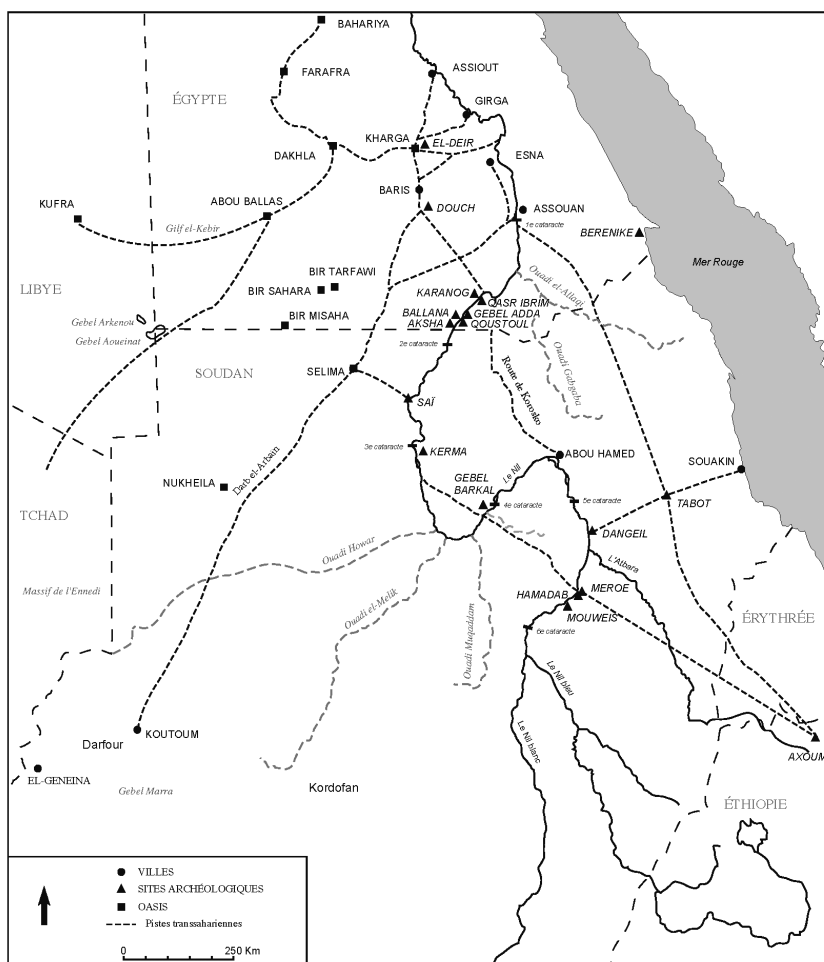 BAHARIYA
FARAFRA
ASSIOUT
ÉGYPTE
GIRGA
KHARGA
EL-DEIR
DAKHLA
ESNA
BARIS
KUFRA
ABOU BALLAS
DOUCH
ASSOUAN
1e cataracte
BERENIKE
Gilf el-Kebir
Mer Rouge
BIR TARFAWI
Ouadi el-Allaqi
LIBYE
BIR SAHARA
KARANOG
QASR IBRIM
Gebel Arkenou
BIR MISAHA
BALLANA
GEBEL ADDA
AKSHA
QOUSTOUL
Gebel Aoueinat
2e cataracte
SOUDAN
SELIMA
Route de Korosko
Ouadi Gabgaba
SAÏ
3e cataracte
KERMA
ABOU HAMED
SOUAKIN
Darb el-Arbain
Le Nil
NUKHEILA
GEBEL
BARKAL
4e cataracte
5e cataracte
TABOT
TCHAD
DANGEIL
Ouadi Howar
L'Atbara
Massif de l'Ennedi
Ouadi el-Melik
Ouadi Muqaddam
HAMADAB
MEROE
MOUWEIS
ÉRYTHRÉE
6e cataracte
Le Nil bleu
Le Nil blanc
KOUTOUM
Darfour
AXOUM
EL-GENEINA
Gebel Marra
Kordofan
ÉTHIOPIE
VILLES
SITES ARCHÉOLOGIQUES
OASIS
Pistes transsahariennes
0 250 Km